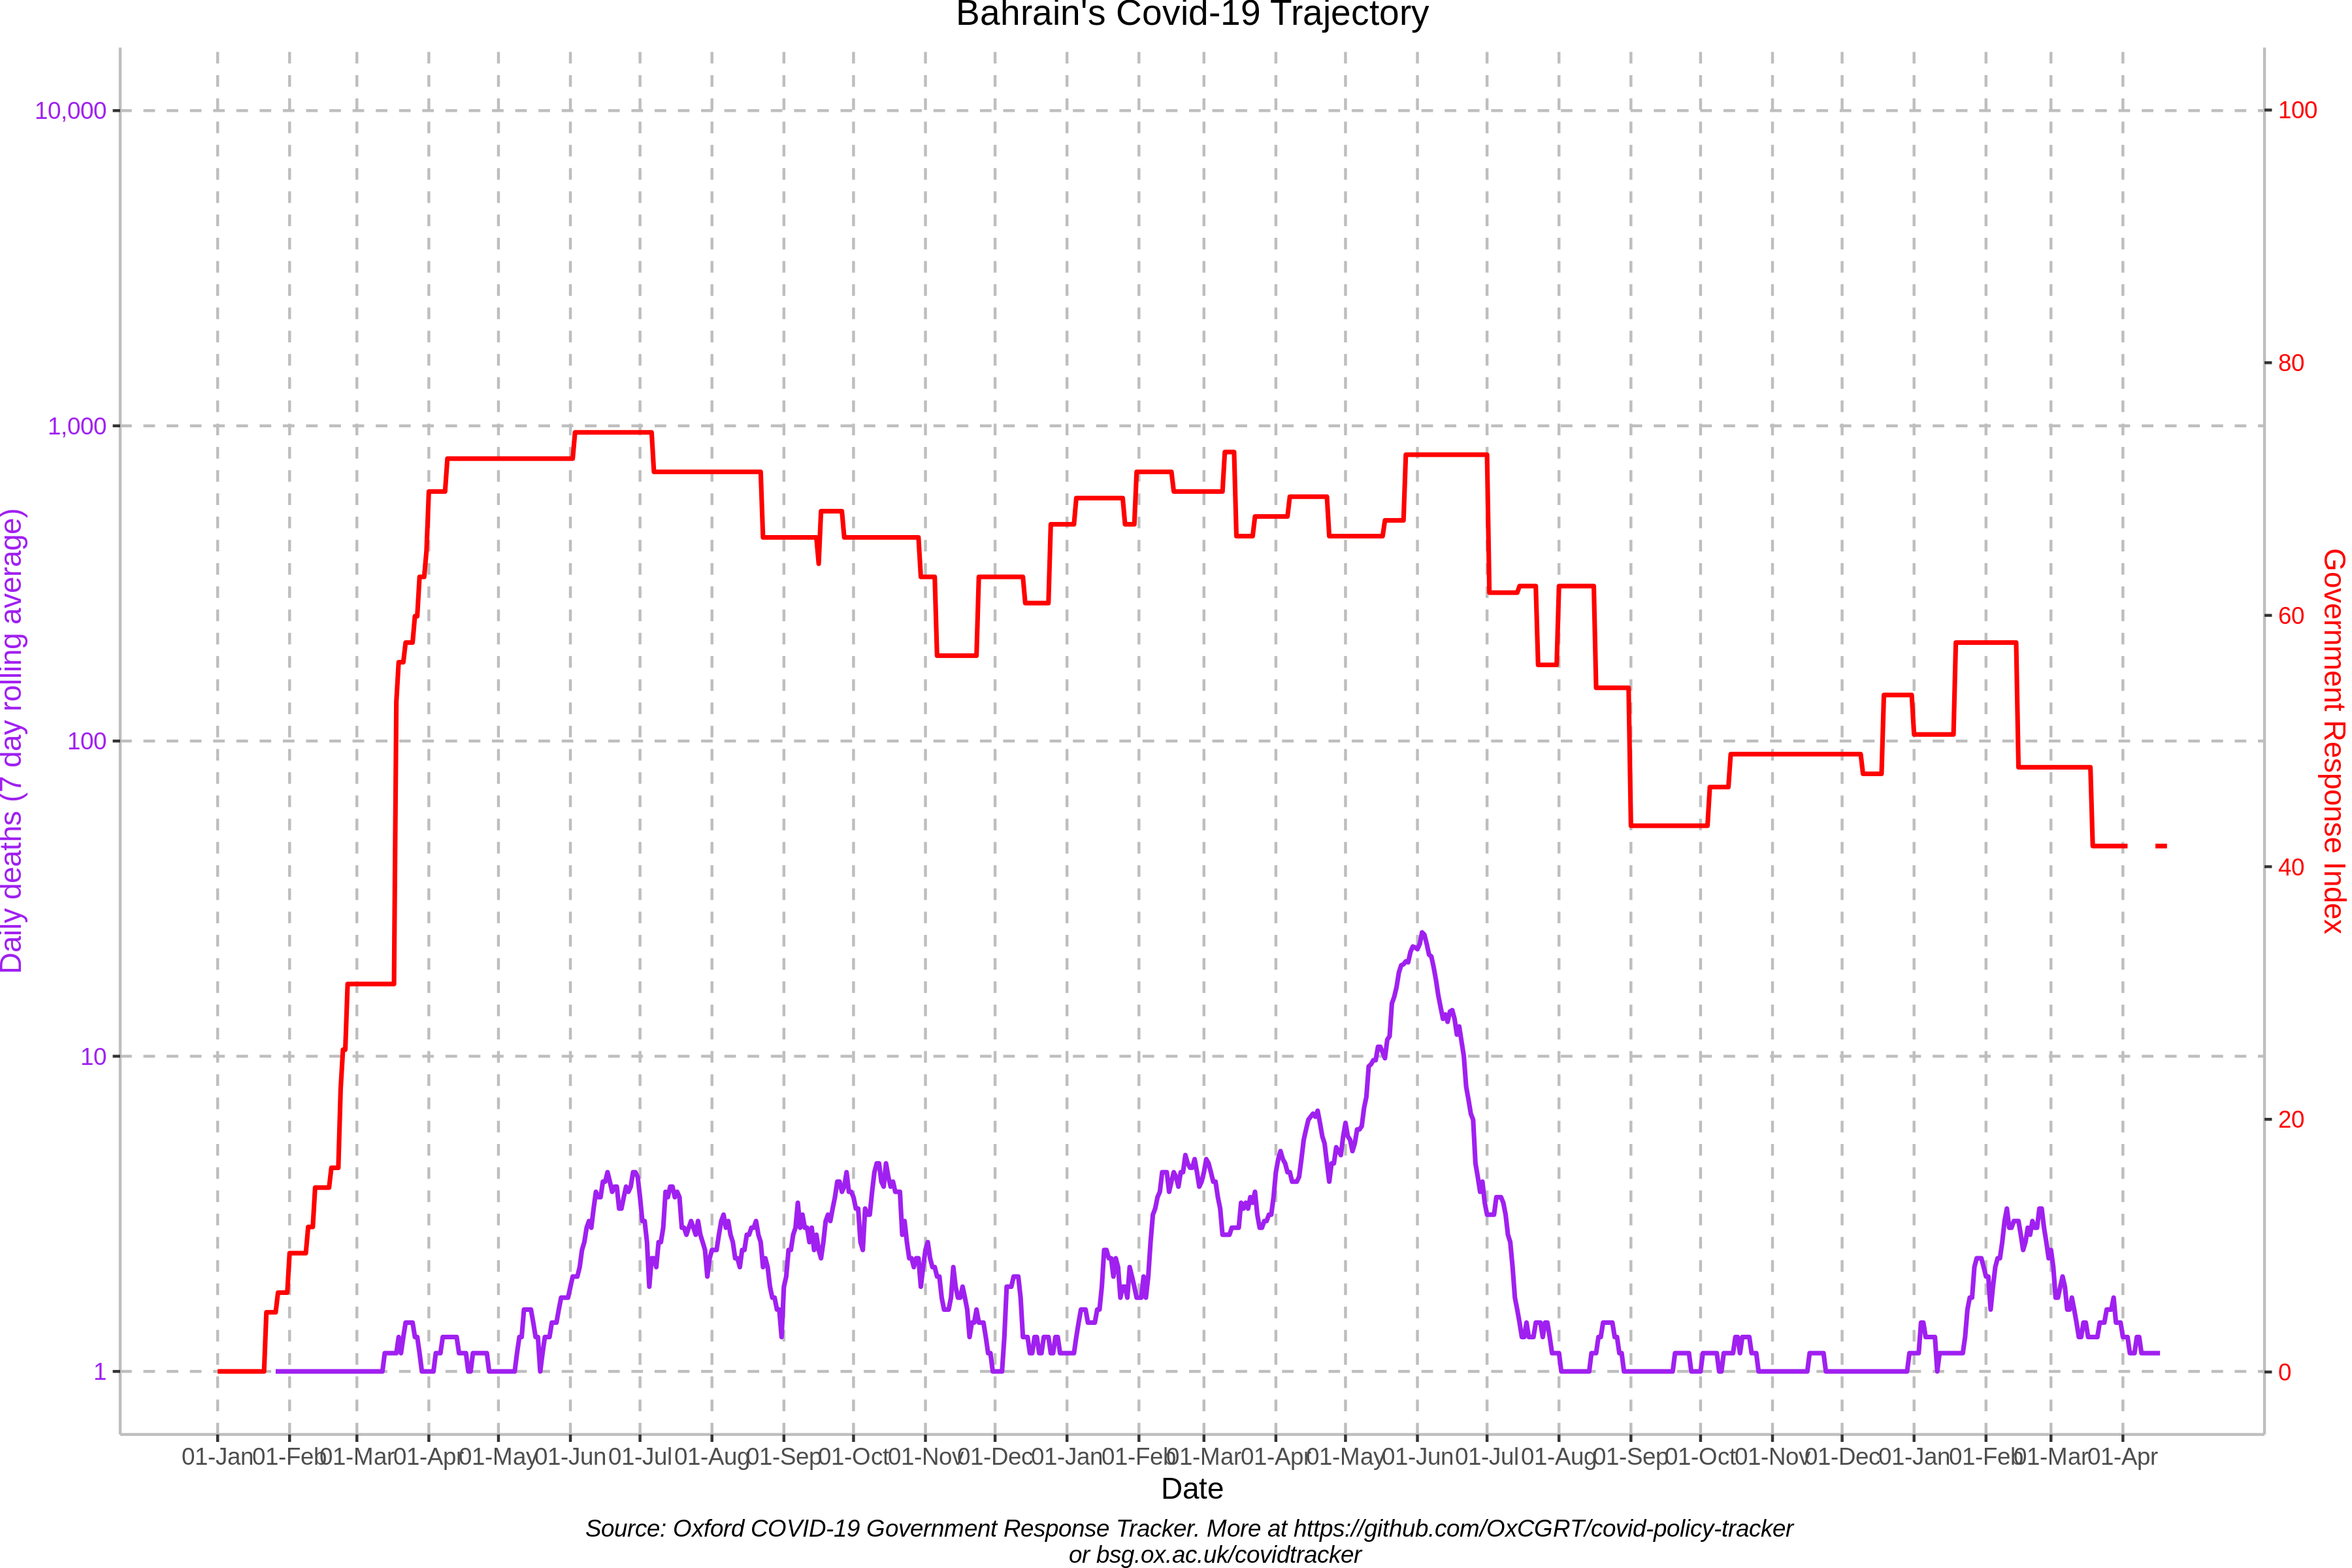 Bahrain's Covid-19 Trajectory
10,000
1,000
100
10
1
Daily deaths (7 day rolling average)
100
80
60
40
20
0
Government Response Index
01-Jan 01-Feb 01-Mar 01-Apr 01-May 01-Jun 01-Jul 01-Aug 01-Sep 01-Oct 01-Nov 01-Dec 01-Jan 01-Feb 01-Mar 01-Apr 01-May 01-Jun 01-Jul 01-Aug 01-Sep 01-Oct 01-Nov 01-Dec 01-Jan 01-Feb 01-Mar 01-Apr
Date
Source: Oxford COVID-19 Government Response Tracker. More at https://github.com/OxCGRT/covid-policy-tracker
or bsg.ox.ac.uk/covidtracker